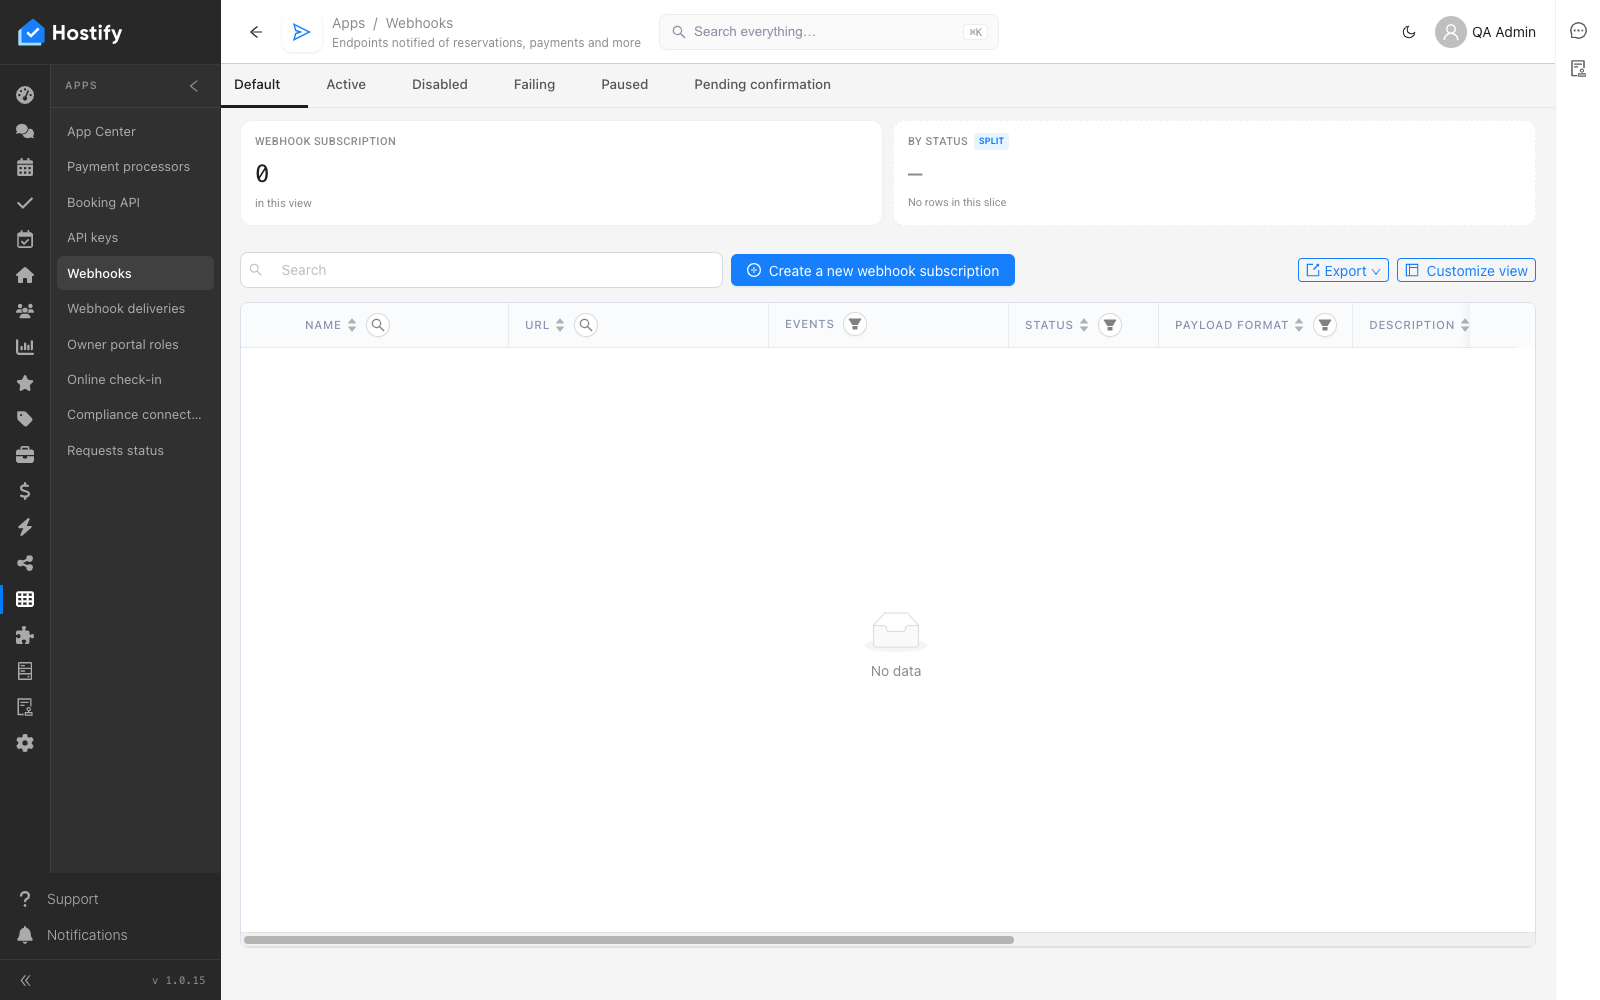 Hostify
Apps / Webhooks
Endpoints notified of reservations, payments and more
Search everything...
⌘K
QA Admin
APPS
App Center
Payment processors
Booking API
API keys
Webhooks
Webhook deliveries
Owner portal roles
Online check-in
Compliance connect...
Requests status
Support
Notifications
v 1.0.15
Default
Active
Disabled
Failing
Paused
Pending confirmation
WEBHOOK SUBSCRIPTION
0
in this view
BY STATUS SPLIT
—
No rows in this slice
Search
Create a new webhook subscription
Export
Customize view
NAME
URL
EVENTS
STATUS
PAYLOAD FORMAT
DESCRIPTION
No data